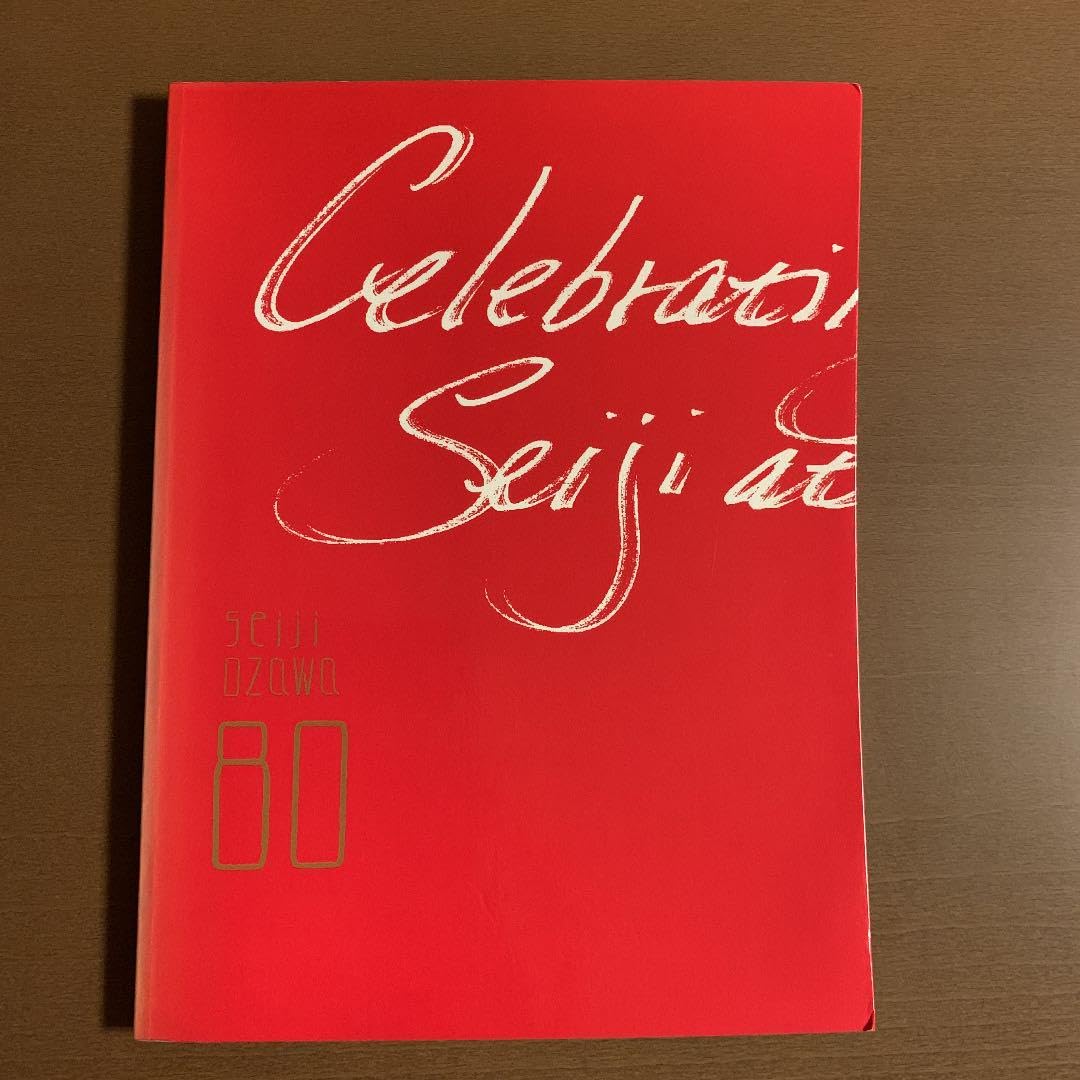 Celebrati
Seiji at
seiji
ozawa
80